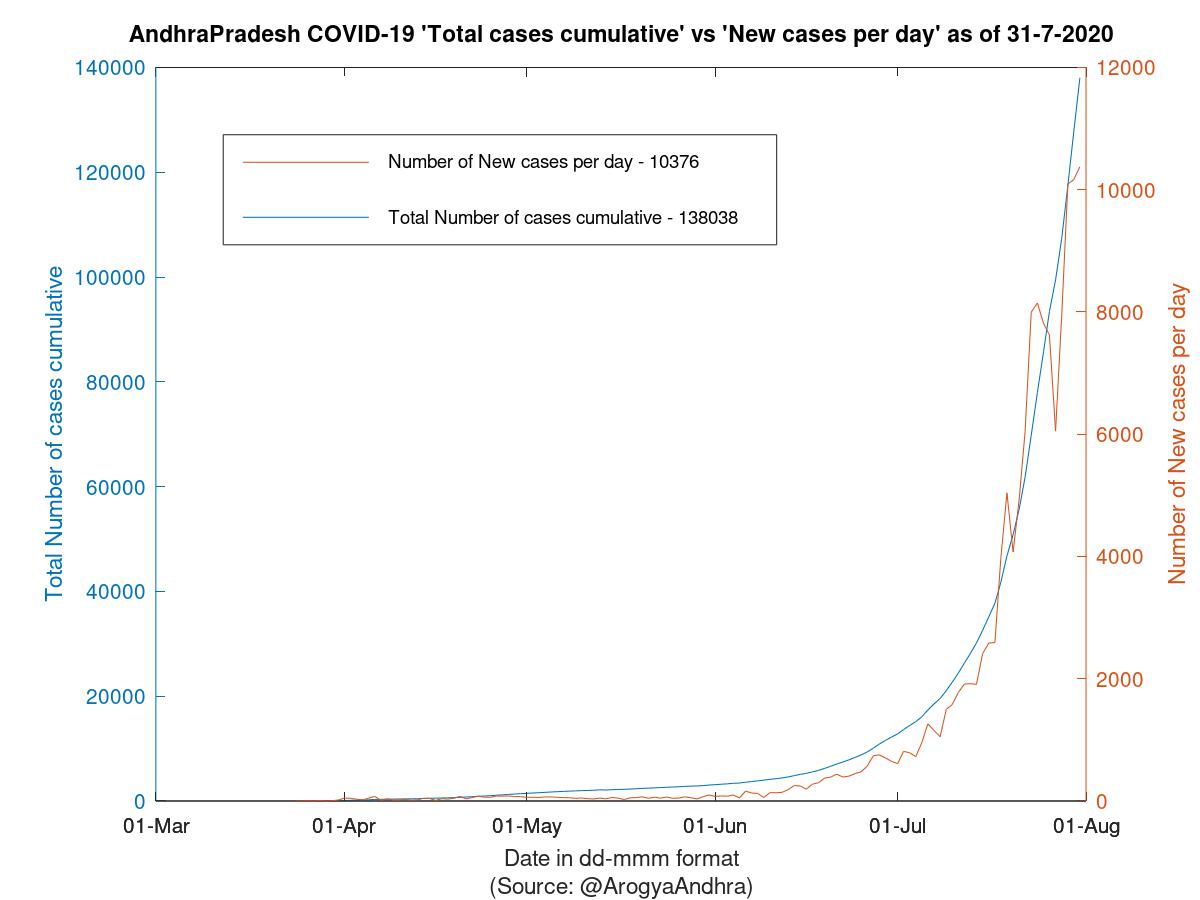 AndhraPradesh COVID-19 'Total cases cumulative' vs 'New cases per day' as of 31-7-2020
140000
120000
100000
80000
60000
40000
20000
0
Total Number of cases cumulative
12000
10000
8000
6000
4000
2000
0
Number of New cases per day
Number of New cases per day - 10376
Total Number of cases cumulative - 138038
01-Mar
01-Apr
01-May
01-Jun
01-Jul
01-Aug
Date in dd-mmm format
(Source: @ArogyaAndhra)